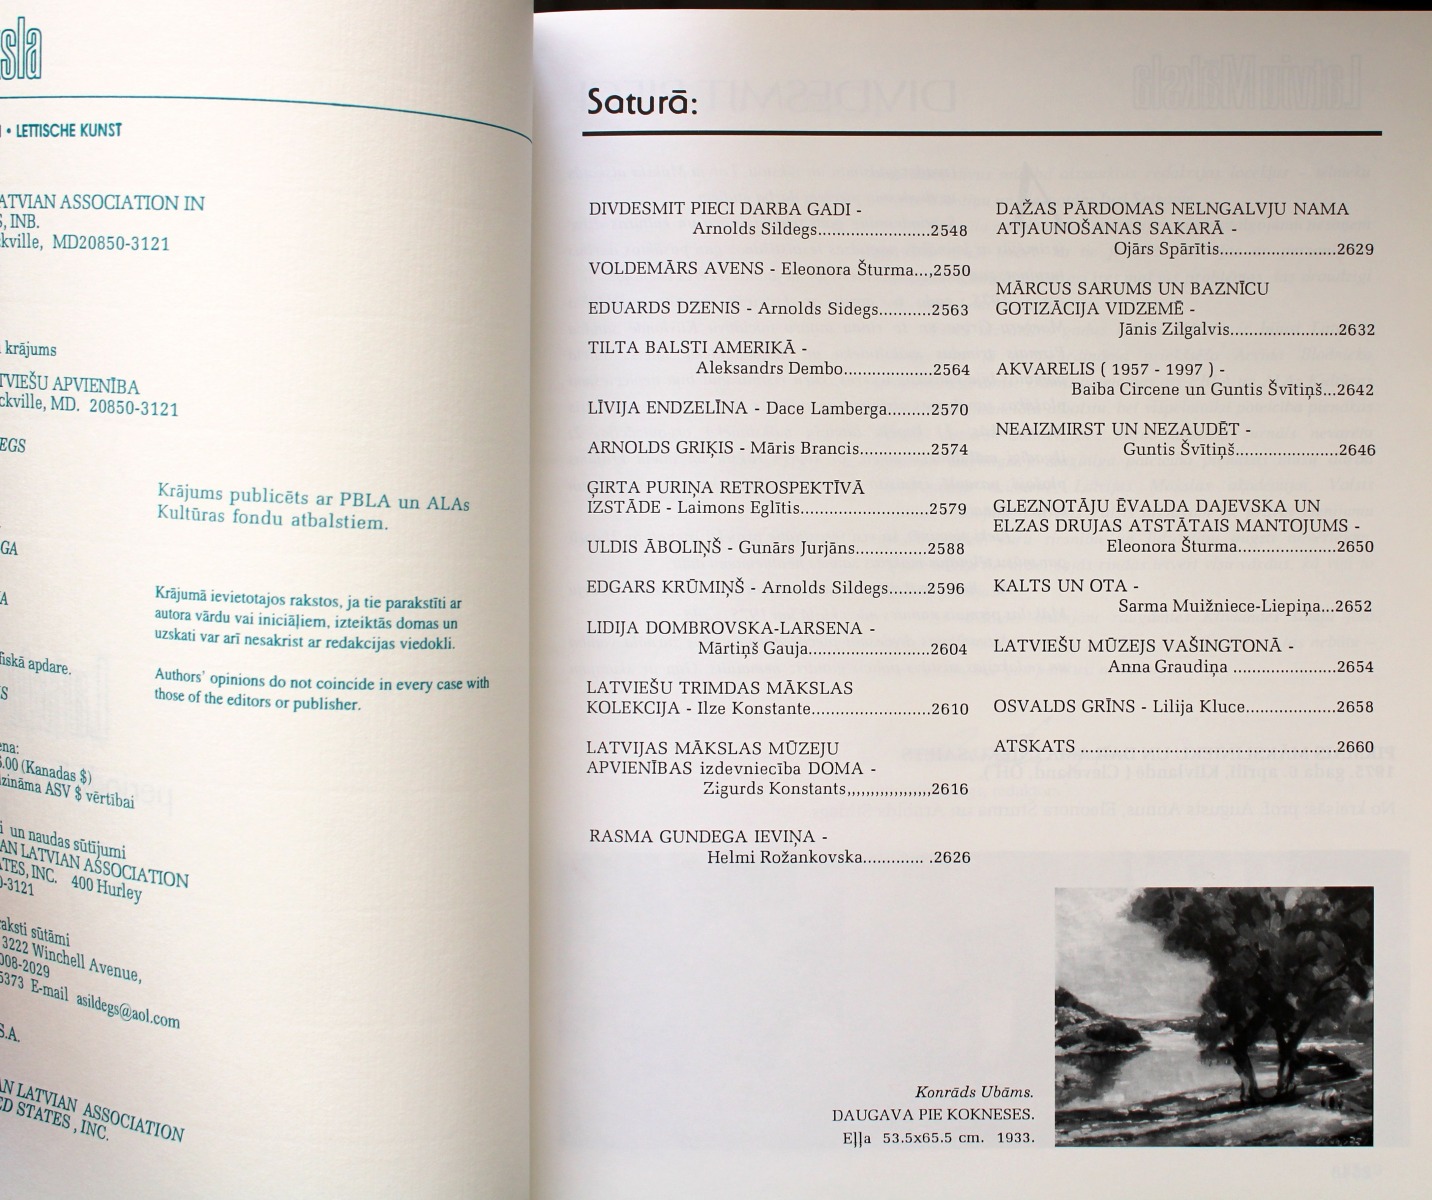 sla
• LETTISCHE KUNST
ATVIAN ASSOCIATION IN
S, INB.
kville, MD20850-3121
krājums
TVIEŠU APVIENĪBA
ckville, MD. 20850-3121
EGS
Krājums publicēts ar PBLA un ALAs
Kultūras fondu atbalstiem.
GA
A
Krājumā ievietotajos rakstos, ja tie parakstīti ar
autora vārdu vai iniciāļiem, izteiktās domas un
uzskati var arī nesakrist ar redakcijas viedokli.
fiskā apdare.
S
Authors' opinions do not coincide in every case with
those of the editors or publisher.
ena:
5.00 (Kanadas $)
dzināma ASV $ vērtībai
i un naudas sūtījumi
AN LATVIAN ASSOCIATION
TES, INC. 400 Hurley
0-3121
raksti sūtāmi
3222 Winchell Avenue,
008-2029
5373 E-mail asildegs@aol.com
S.A.
AN LATVIAN ASSOCIATION
ED STATES , INC.
Saturā:
DIVDESMIT PIECI DARBA GADI -
Arnolds Sildegs......................2548
VOLDEMĀRS AVENS - Eleonora Šturma...,2550
EDUARDS DZENIS - Arnolds Sidegs..........2563
TILTA BALSTI AMERIKĀ -
Aleksandrs Dembo.................2564
LĪVIJA ENDZELĪNA - Dace Lamberga........2570
ARNOLDS GRIĶIS - Māris Brancis..............2574
ĢIRTA PURIŅA RETROSPEKTĪVĀ
IZSTĀDE - Laimons Eglītis.........................2579
ULDIS ĀBOLIŅŠ - Gunārs Jurjāns..............2588
EDGARS KRŪMIŅŠ - Arnolds Sildegs........2596
LIDIJA DOMBROVSKA-LARSENA -
Mārtiņš Gauja.......................2604
LATVIEŠU TRIMDAS MĀKSLAS
KOLEKCIJA - Ilze Konstante.......................2610
LATVIJAS MĀKSLAS MŪZEJU
APVIENĪBAS izdevniecība DOMA -
Zigurds Konstants,,,,,,,,,,,,,,,,,2616
RASMA GUNDEGA IEVIŅA -
Helmi Rožankovska............ .2626
DAŽAS PĀRDOMAS NELNGALVJU NAMA
ATJAUNOŠANAS SAKARĀ -
Ojārs Spārītis.......................2629
MĀRCUS SARUMS UN BAZNĪCU
GOTIZĀCIJA VIDZEMĒ -
Jānis Zilgalvis.....................2632
AKVARELIS ( 1957 - 1997 ) -
Baiba Circene un Guntis Švītiņš...2642
NEAIZMIRST UN NEZAUDĒT -
Guntis Švītiņš....................2646
GLEZNOTĀJU ĒVALDA DAJEVSKA UN
ELZAS DRUJAS ATSTĀTAIS MANTOJUMS -
Eleonora Šturma...................2650
KALTS UN OTA -
Sarma Muižniece-Liepiņa...2652
LATVIEŠU MŪZEJS VAŠINGTONĀ -
Anna Graudiņa ....................2654
OSVALDS GRĪNS - Lilija Kluce..................2658
ATSKATS .................................................2660
Konrāds Ubāms.
DAUGAVA PIE KOKNESES.
Eļļa 53.5x65.5 cm. 1933.